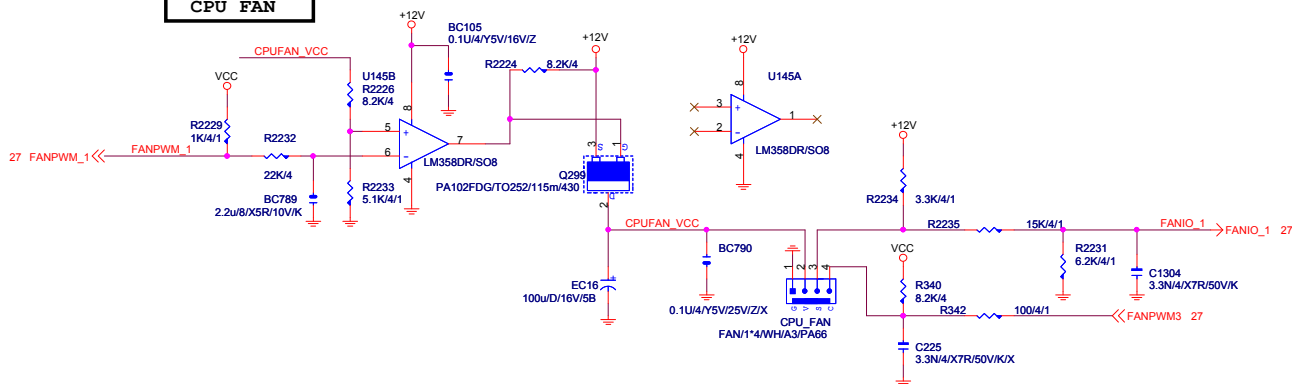 CPU FAN
+12V
BC105
0.1U/4/Y5V/16V/Z
+12V
+12V
CPUFAN_VCC
R2224
8.2K/4
U145A
VCC
U145B
R2226
8.2K/4
8
8
3
+
1
2
-
4
LM358DR/SO8
+12V
R2229
1K/4/1
R2232
22K/4
5
+
7
6
-
4
LM358DR/SO8
27 FANPWM_1
FANPWM_1
BC789
2.2u/8/X5R/10V/K
R2233
5.1K/4/1
3
S
1
G
Q299
PA102FDG/TO252/115m/430
D
2
R2234
3.3K/4/1
CPUFAN_VCC
R2235
15K/4/1
FANIO_1
FANIO_1 27
BC790
0.1U/4/Y5V/25V/Z/X
EC16
100u/D/16V/5B
+
1
2
3
4
G
V
S
C
CPU_FAN
FAN/1*4/WH/A3/PA66
VCC
R340
8.2K/4
R2231
6.2K/4/1
C1304
3.3N/4/X7R/50V/K
R342
100/4/1
FANPWM3 27
C225
3.3N/4/X7R/50V/K/X